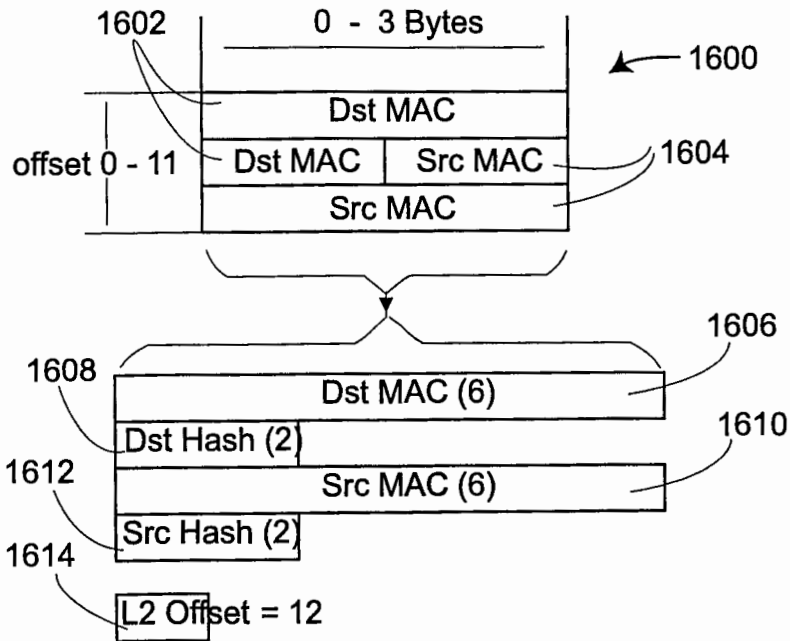 1602
0 - 3 Bytes
1600
Dst MAC
offset 0 - 11
Dst MAC
Src MAC
1604
Src MAC
1606
1608
Dst MAC (6)
Dst Hash (2)
1610
1612
Src MAC (6)
Src Hash (2)
1614
L2 Offset = 12